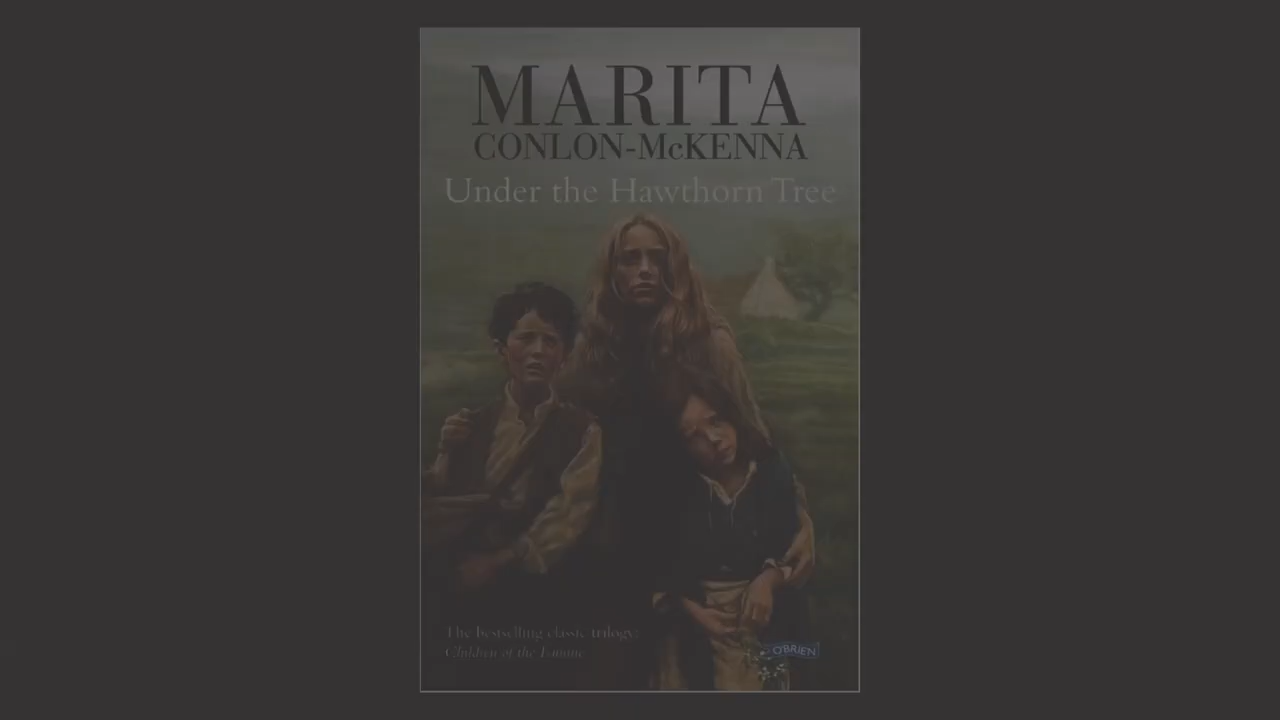 MARITA
CONLON-McKENNA
Under the Hawthorn Tree
The bestselling classic trilogy:
Children of the Famine
O'BRIEN